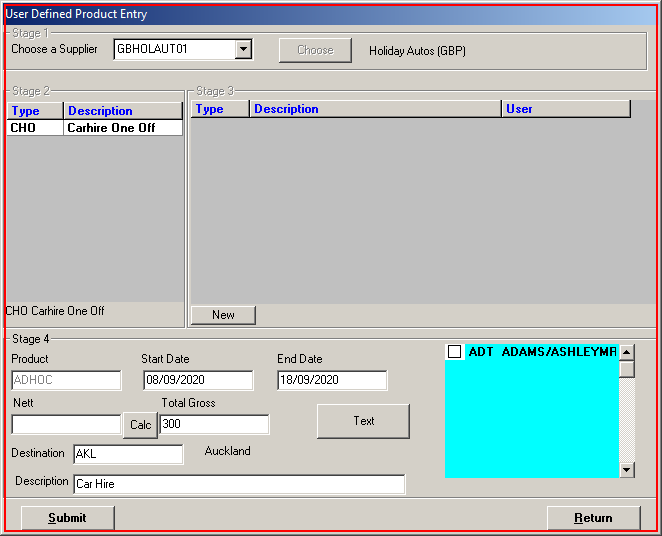 User Defined Product Entry
Stage 1
Choose a Supplier GBHOLAUT01 Choose Holiday Autos (GBP)
Stage 2
Type Description
CHO Carhire One Off
CHO Carhire One Off
Stage 3
Type Description User
New
Stage 4
Product Start Date End Date
ADHOC 08/09/2020 18/09/2020
Nett Total Gross
Calc 300 Text
Destination AKL Auckland
Description Car Hire
ADT ADAMS/ASHLEYMR
Submit Return